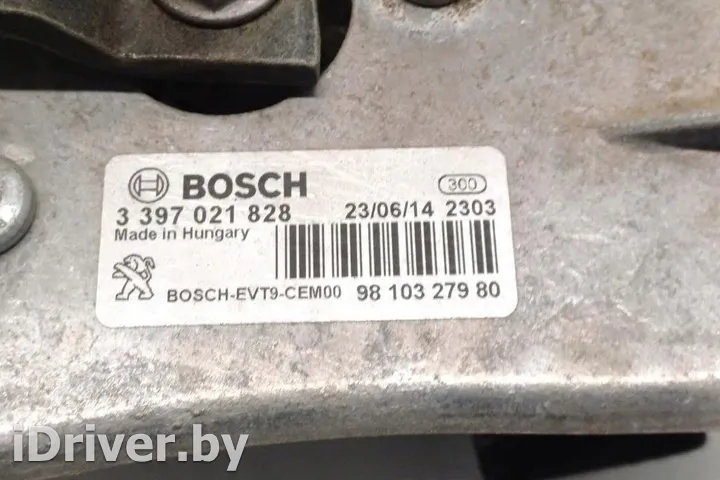 BOSCH
300
3 397 021 828 23/06/14 2303
Made in Hungary
BOSCH-EVT9-CEM00 98 103 279 80
iDriver.by